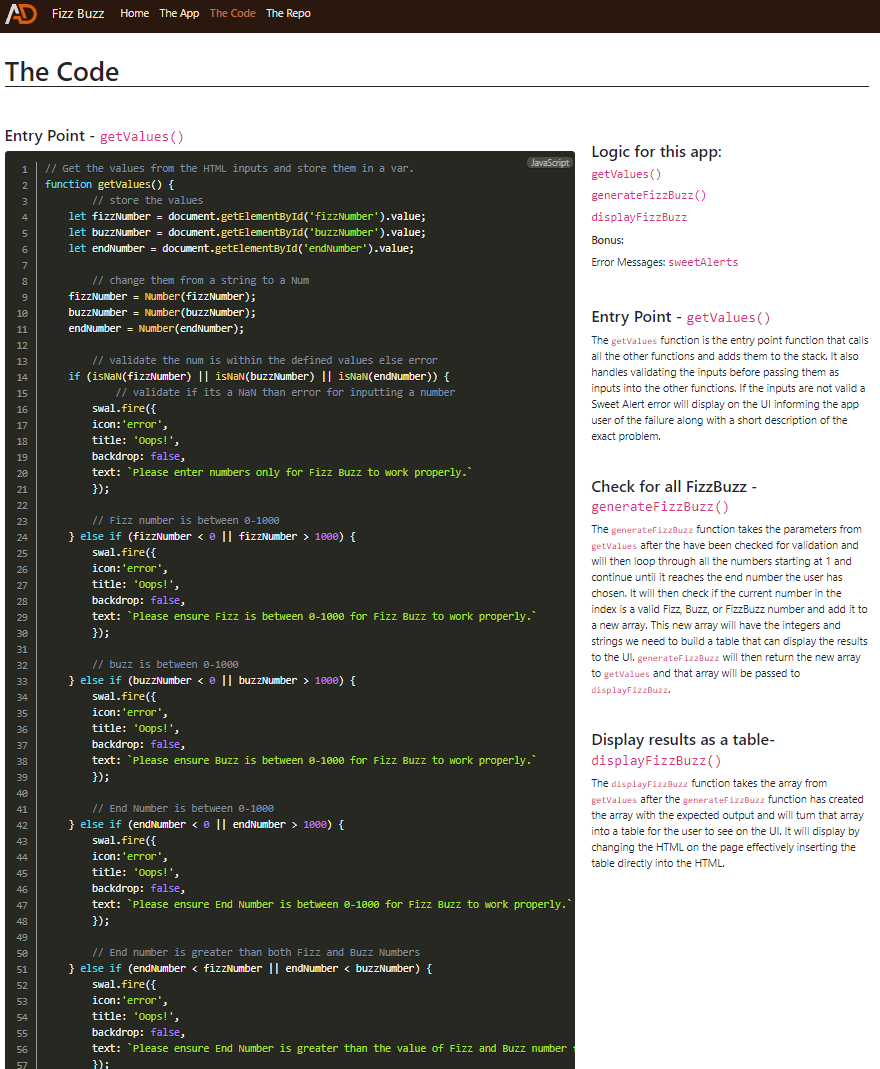 AD Fizz Buzz Home The App The Code The Repo
The Code
Entry Point - getValues()
JavaScript
1 // Get the values from the HTML inputs and store them in a var.
2 function getValues() {
3 // store the values
4 let fizzNumber = document.getElementById('fizzNumber').value;
5 let buzzNumber = document.getElementById('buzzNumber').value;
6 let endNumber = document.getElementById('endNumber').value;
7
8 // change them from a string to a Num
9 fizzNumber = Number(fizzNumber);
10 buzzNumber = Number(buzzNumber);
11 endNumber = Number(endNumber);
12
13 // validate the num is within the defined values else error
14 if (isNaN(fizzNumber) || isNaN(buzzNumber) || isNaN(endNumber)) {
15 // validate if its a NaN than error for inputting a number
16 swal.fire({
17 icon:'error',
18 title: 'Oops!',
19 backdrop: false,
20 text: `Please enter numbers only for Fizz Buzz to work properly.`
21 });
22
23 // Fizz number is between 0-1000
24 } else if (fizzNumber < 0 || fizzNumber > 1000) {
25 swal.fire({
26 icon:'error',
27 title: 'Oops!',
28 backdrop: false,
29 text: `Please ensure Fizz is between 0-1000 for Fizz Buzz to work properly.`
30 });
31
32 // buzz is between 0-1000
33 } else if (buzzNumber < 0 || buzzNumber > 1000) {
34 swal.fire({
35 icon:'error',
36 title: 'Oops!',
37 backdrop: false,
38 text: `Please ensure Buzz is between 0-1000 for Fizz Buzz to work properly.`
39 });
40
41 // End Number is between 0-1000
42 } else if (endNumber < 0 || endNumber > 1000) {
43 swal.fire({
44 icon:'error',
45 title: 'Oops!',
46 backdrop: false,
47 text: `Please ensure End Number is between 0-1000 for Fizz Buzz to work properly.`
48 });
49
50 // End number is greater than both Fizz and Buzz Numbers
51 } else if (endNumber < fizzNumber || endNumber < buzzNumber) {
52 swal.fire({
53 icon:'error',
54 title: 'Oops!',
55 backdrop: false,
56 text: `Please ensure End Number is greater than the value of Fizz and Buzz number
57 });
Logic for this app:
getValues()
generateFizzBuzz()
displayFizzBuzz
Bonus:
Error Messages: sweetAlerts
Entry Point - getValues()
The getValues function is the entry point function that calls
all the other functions and adds them to the stack. It also
handles validating the inputs before passing them as
inputs into the other functions. If the inputs are not valid a
Sweet Alert error will display on the UI informing the app
user of the failure along with a short description of the
exact problem.
Check for all FizzBuzz -
generateFizzBuzz()
The generateFizzBuzz function takes the parameters from
getValues after the have been checked for validation and
will then loop through all the numbers starting at 1 and
continue until it reaches the end number the user has
chosen. It will then check if the current number in the
index is a valid Fizz, Buzz, or FizzBuzz number and add it to
a new array. This new array will have the integers and
strings we need to build a table that can display the results
to the UI. generateFizzBuzz will then return the new array
to getValues and that array will be passed to
displayFizzBuzz.
Display results as a table-
displayFizzBuzz()
The displayFizzBuzz function takes the array from
getValues after the generateFizzBuzz function has created
the array with the expected output and will turn that array
into a table for the user to see on the UI. It will display by
changing the HTML on the page effectively inserting the
table directly into the HTML.